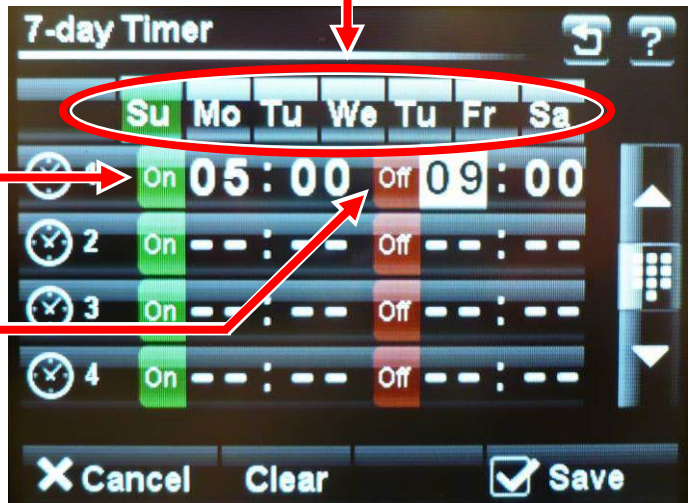 7-day Timer ?
Su Mo Tu We Tu Fr Sa
On 05:00 Off 09:00
2 On --:-- Off --:--
3 On --:-- Off --:--
4 On --:-- Off --:--
Cancel Clear Save